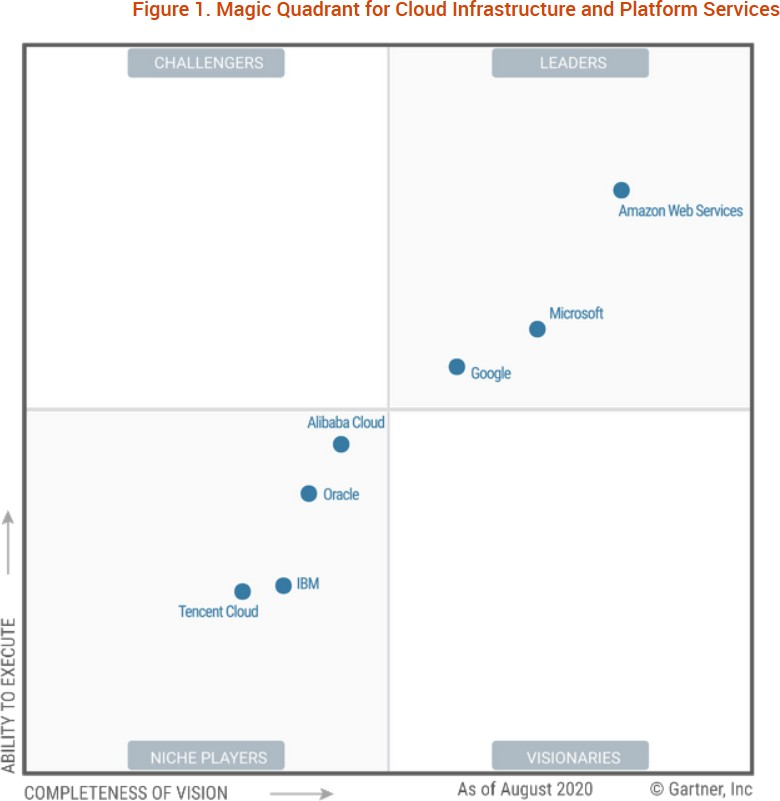 Figure 1. Magic Quadrant for Cloud Infrastructure and Platform Services
CHALLENGERS
LEADERS
Amazon Web Services
Microsoft
Google
Alibaba Cloud
Oracle
IBM
Tencent Cloud
ABILITY TO EXECUTE
NICHE PLAYERS
VISIONARIES
COMPLETENESS OF VISION
As of August 2020
© Gartner, Inc